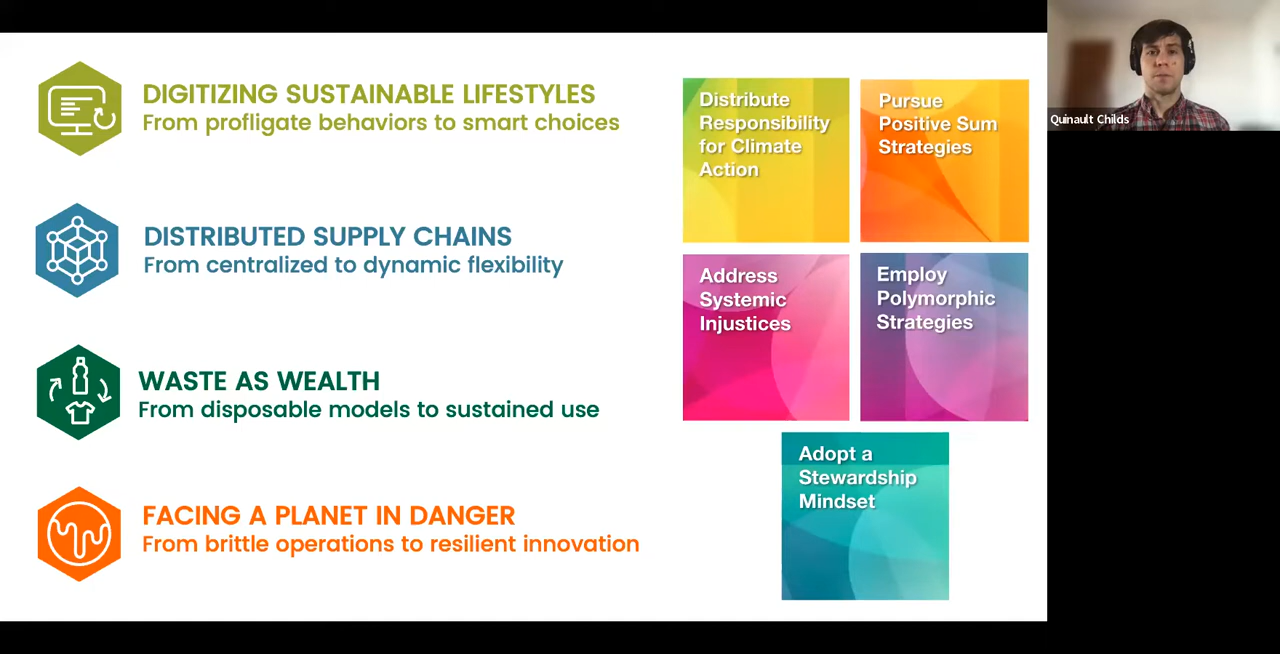 DIGITIZING SUSTAINABLE LIFESTYLES
From profligate behaviors to smart choices
DISTRIBUTED SUPPLY CHAINS
From centralized to dynamic flexibility
WASTE AS WEALTH
From disposable models to sustained use
FACING A PLANET IN DANGER
From brittle operations to resilient innovation
Distribute
Responsibility
for Climate
Action
Pursue
Positive Sum
Strategies
Address
Systemic
Injustices
Employ
Polymorphic
Strategies
Adopt a
Stewardship
Mindset
Quinault Childs